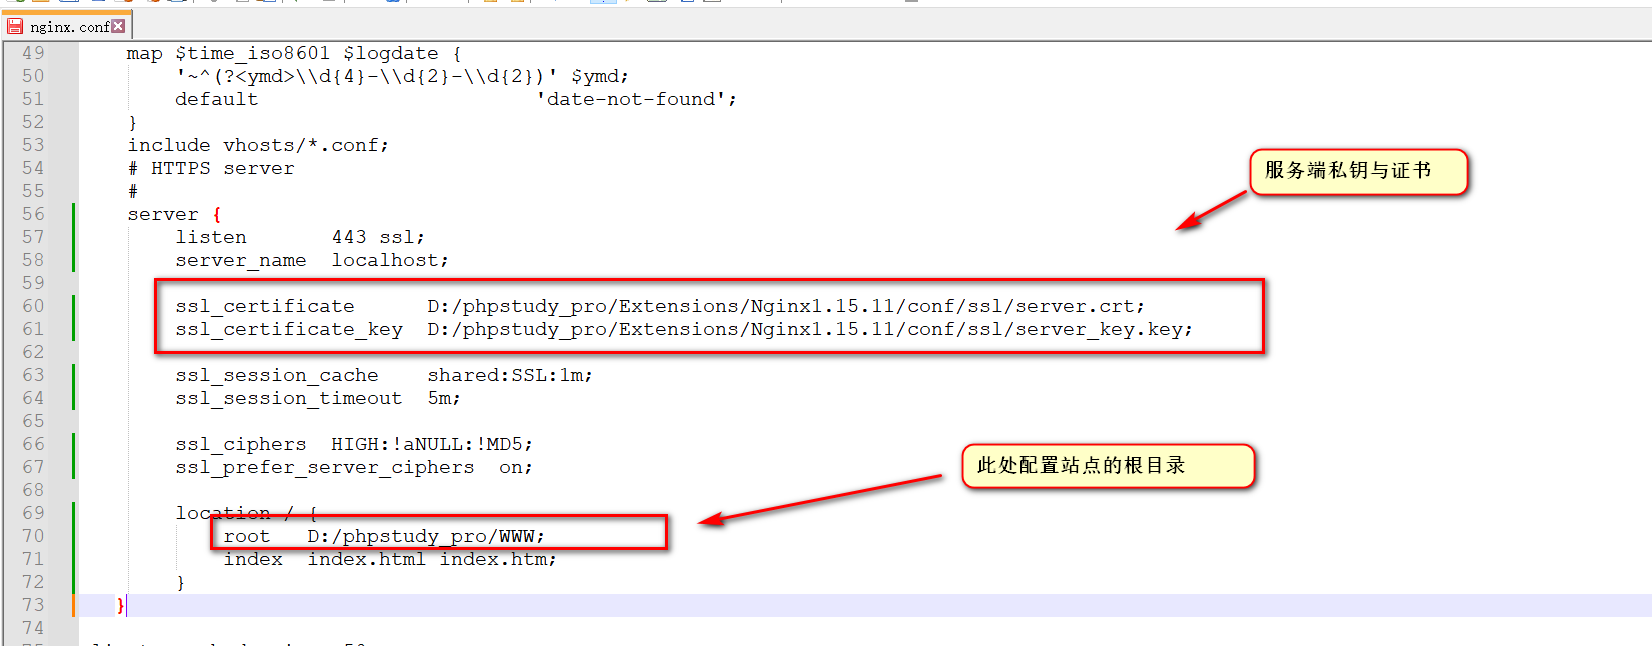 nginx.conf
49 map $time_iso8601 $logdate {
50 '~^(?<ymd>\\d{4}-\\d{2}-\\d{2})' $ymd;
51 default 'date-not-found';
52 }
53 include vhosts/*.conf;
54 # HTTPS server
55 #
服务端私钥与证书
56 server {
57 listen 443 ssl;
58 server_name localhost;
59
60 ssl_certificate D:/phpstudy_pro/Extensions/Nginx1.15.11/conf/ssl/server.crt;
61 ssl_certificate_key D:/phpstudy_pro/Extensions/Nginx1.15.11/conf/ssl/server_key.key;
62
63 ssl_session_cache shared:SSL:1m;
64 ssl_session_timeout 5m;
65
66 ssl_ciphers HIGH:!aNULL:!MD5;
67 ssl_prefer_server_ciphers on;
此处配置站点的根目录
68
69 location / {
70 root D:/phpstudy_pro/WWW;
71 index index.html index.htm;
72 }
73 }
74